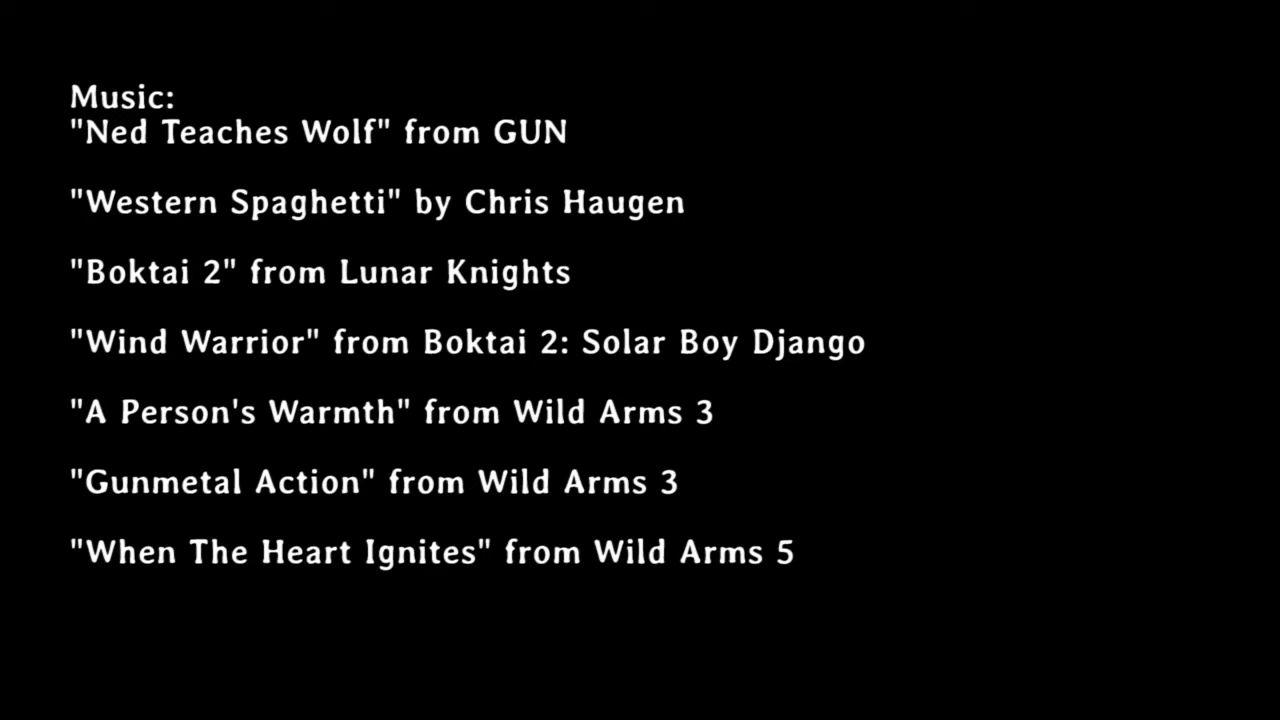 Music:
"Ned Teaches Wolf" from GUN
"Western Spaghetti" by Chris Haugen
"Boktai 2" from Lunar Knights
"Wind Warrior" from Boktai 2: Solar Boy Django
"A Person's Warmth" from Wild Arms 3
"Gunmetal Action" from Wild Arms 3
"When The Heart Ignites" from Wild Arms 5